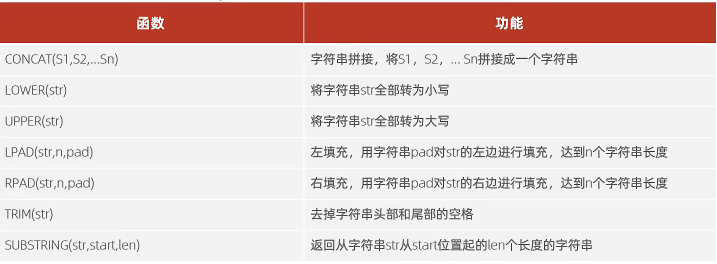 函数 功能
CONCAT(S1,S2,...Sn) 字符串拼接，将S1，S2，... Sn拼接成一个字符串
LOWER(str) 将字符串str全部转为小写
UPPER(str) 将字符串str全部转为大写
LPAD(str,n,pad) 左填充，用字符串pad对str的左边进行填充，达到n个字符串长度
RPAD(str,n,pad) 右填充，用字符串pad对str的右边进行填充，达到n个字符串长度
TRIM(str) 去掉字符串头部和尾部的空格
SUBSTRING(str,start,len) 返回从字符串str从start位置起的len个长度的字符串